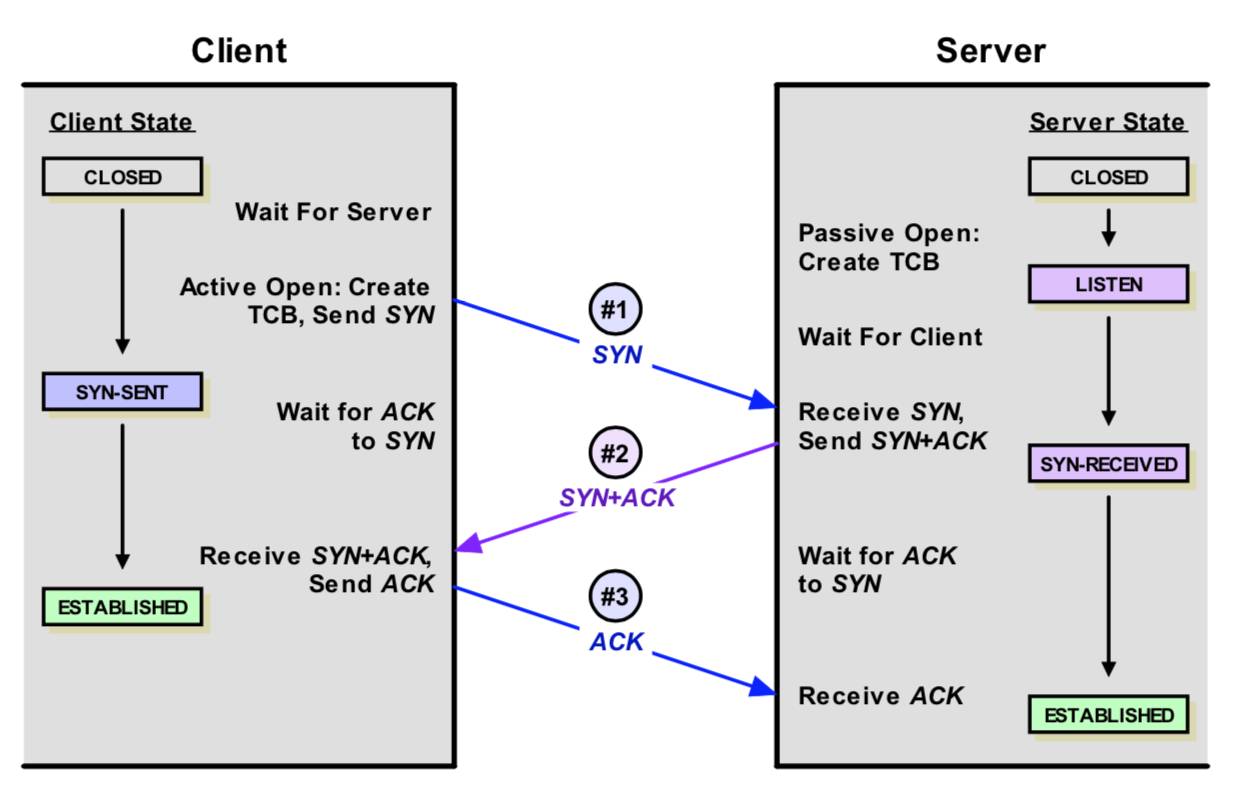 Client
Client State
CLOSED
Wait For Server
Active Open: Create
TCB, Send SYN
SYN-SENT
Wait for ACK
to SYN
Receive SYN+ACK,
Send ACK
ESTABLISHED
#1
SYN
#2
SYN+ACK
#3
ACK
Server
Server State
CLOSED
Passive Open:
Create TCB
LISTEN
Wait For Client
Receive SYN,
Send SYN+ACK
SYN-RECEIVED
Wait for ACK
to SYN
Receive ACK
ESTABLISHED